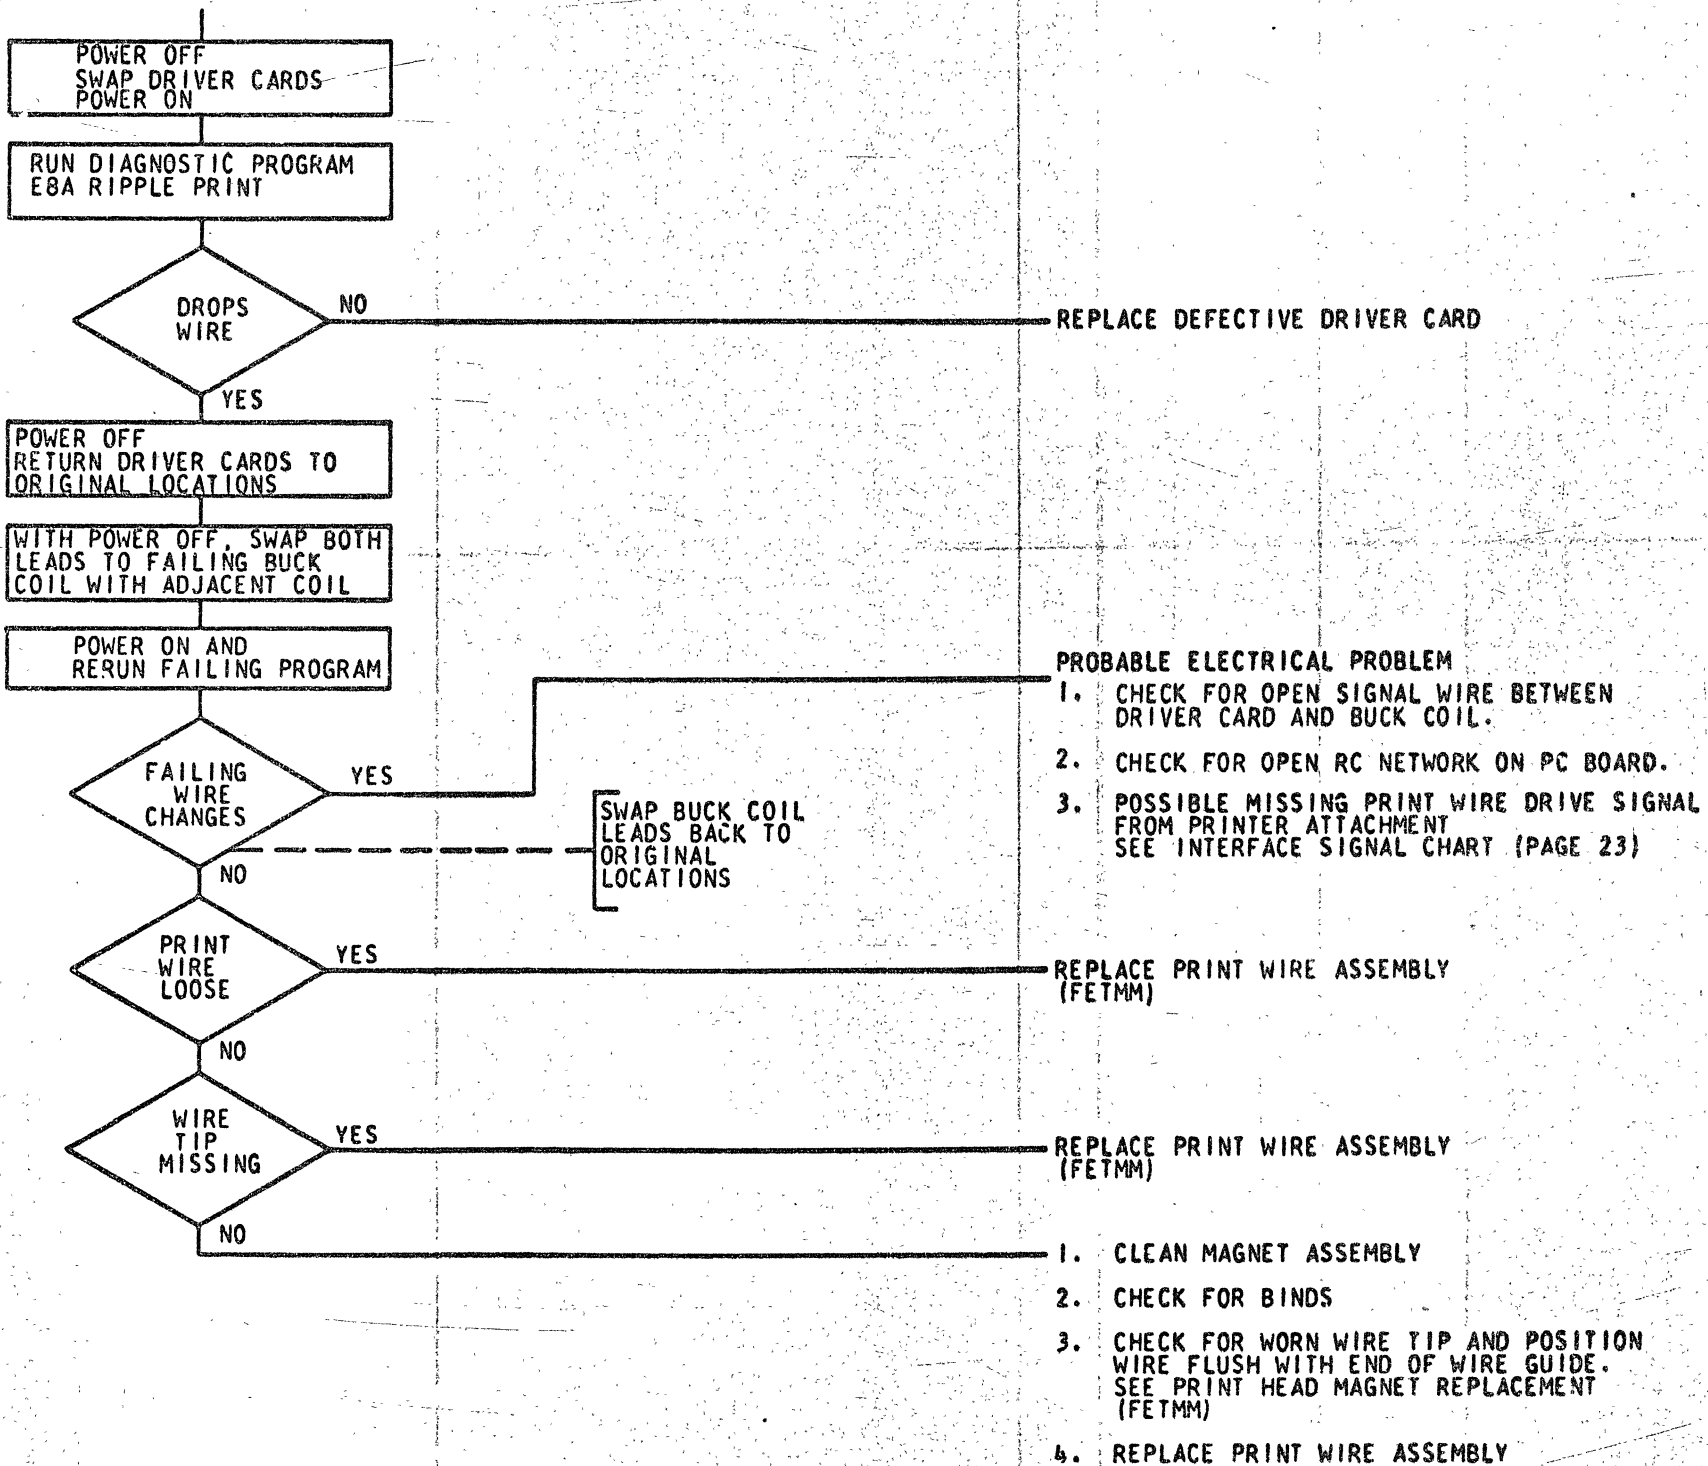 POWER OFF
SWAP DRIVER CARDS
POWER ON
RUN DIAGNOSTIC PROGRAM
E8A RIPPLE PRINT
DROPS
WIRE
NO
REPLACE DEFECTIVE DRIVER CARD
YES
POWER OFF
RETURN DRIVER CARDS TO
ORIGINAL LOCATIONS
WITH POWER OFF, SWAP BOTH
LEADS TO FAILING BUCK
COIL WITH ADJACENT COIL
POWER ON AND
RERUN FAILING PROGRAM
FAILING
WIRE
CHANGES
YES
PROBABLE ELECTRICAL PROBLEM
1. CHECK FOR OPEN SIGNAL WIRE BETWEEN
DRIVER CARD AND BUCK COIL.
2. CHECK FOR OPEN RC NETWORK ON PC BOARD.
3. POSSIBLE MISSING PRINT WIRE DRIVE SIGNAL
FROM PRINTER ATTACHMENT
SEE INTERFACE SIGNAL CHART (PAGE 23)
SWAP BUCK COIL
LEADS BACK TO
ORIGINAL
LOCATIONS
NO
PRINT
WIRE
LOOSE
YES
REPLACE PRINT WIRE ASSEMBLY
(FETMM)
NO
WIRE
TIP
MISSING
YES
REPLACE PRINT WIRE ASSEMBLY
(FETMM)
NO
1. CLEAN MAGNET ASSEMBLY
2. CHECK FOR BINDS
3. CHECK FOR WORN WIRE TIP AND POSITION
WIRE FLUSH WITH END OF WIRE GUIDE.
SEE PRINT HEAD MAGNET REPLACEMENT
(FETMM)
4. REPLACE PRINT WIRE ASSEMBLY